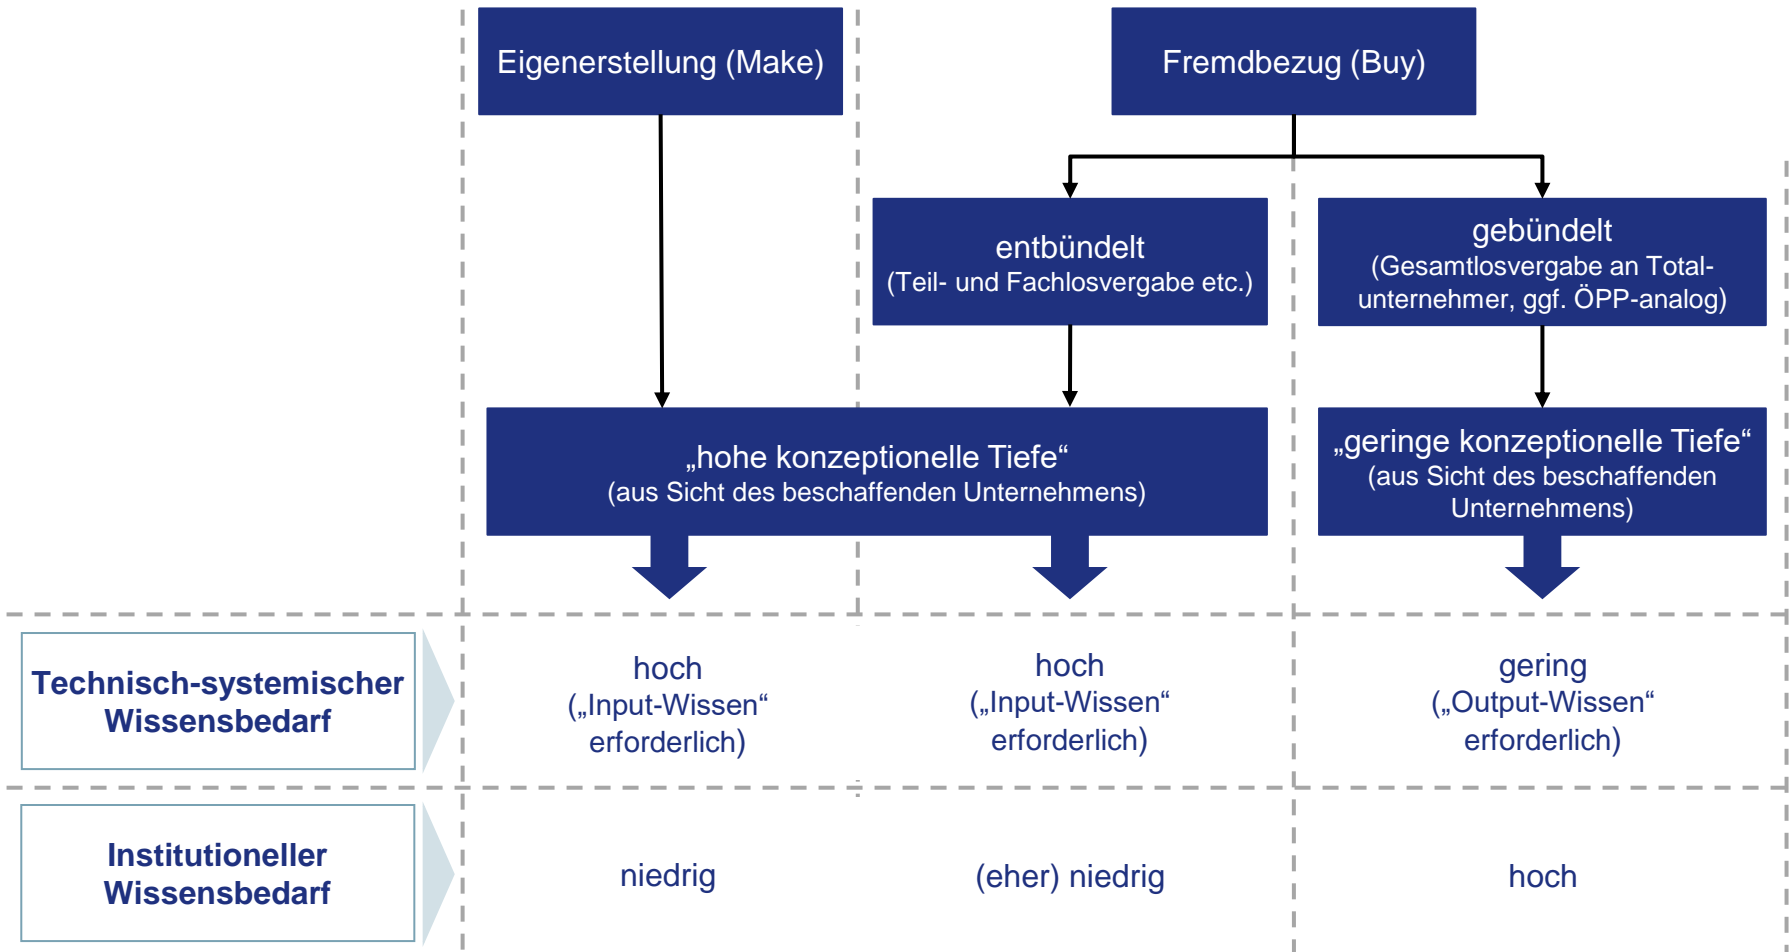 Eigenerstellung (Make)
Fremdbezug (Buy)
entbündelt
(Teil- und Fachlosvergabe etc.)
gebündelt
(Gesamtlosvergabe an Total-
unternehmer, ggf. ÖPP-analog)
„hohe konzeptionelle Tiefe“
(aus Sicht des beschaffenden Unternehmens)
„geringe konzeptionelle Tiefe“
(aus Sicht des beschaffenden
Unternehmens)
Technisch-systemischer
Wissensbedarf
hoch
(„Input-Wissen“
erforderlich)
hoch
(„Input-Wissen“
erforderlich)
gering
(„Output-Wissen“
erforderlich)
Institutioneller
Wissensbedarf
niedrig
(eher) niedrig
hoch